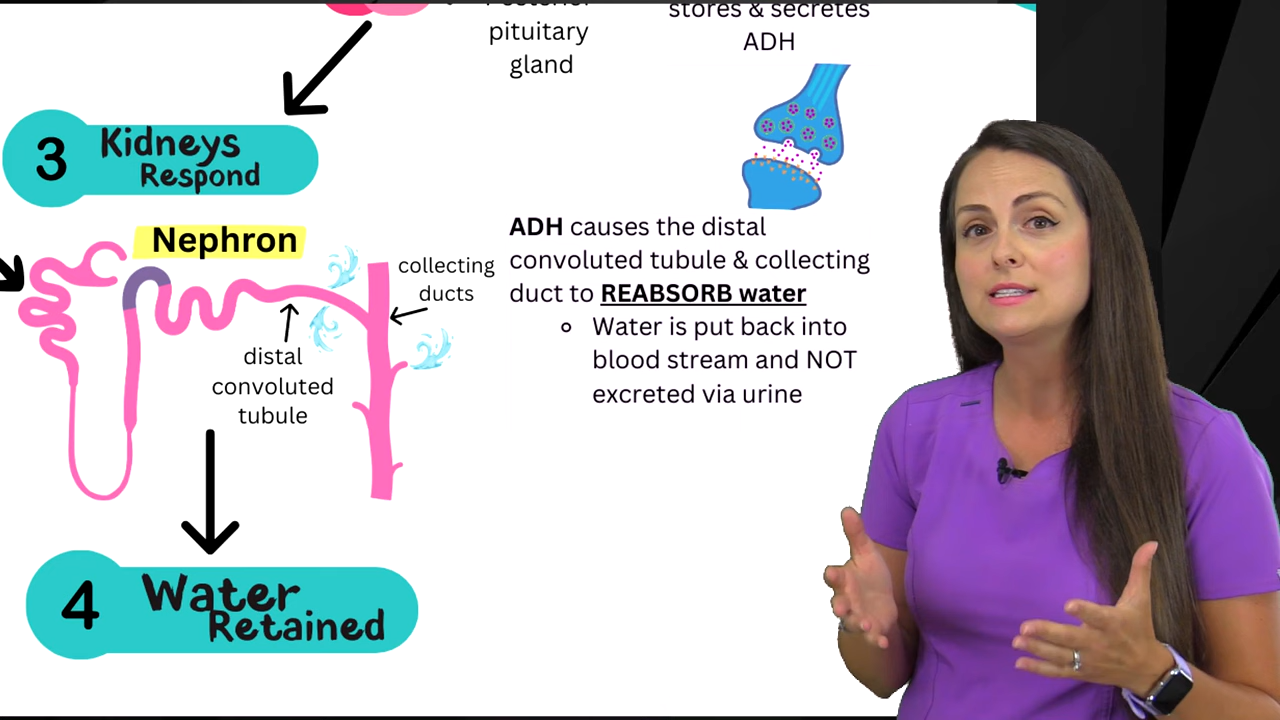 Posterior
pituitary
gland
stores & secretes
ADH
3
Kidneys
Respond
Nephron
collecting
ducts
distal
convoluted
tubule
ADH causes the distal
convoluted tubule & collecting
duct to REABSORB water
Water is put back into
blood stream and NOT
excreted via urine
4
Water
Retained